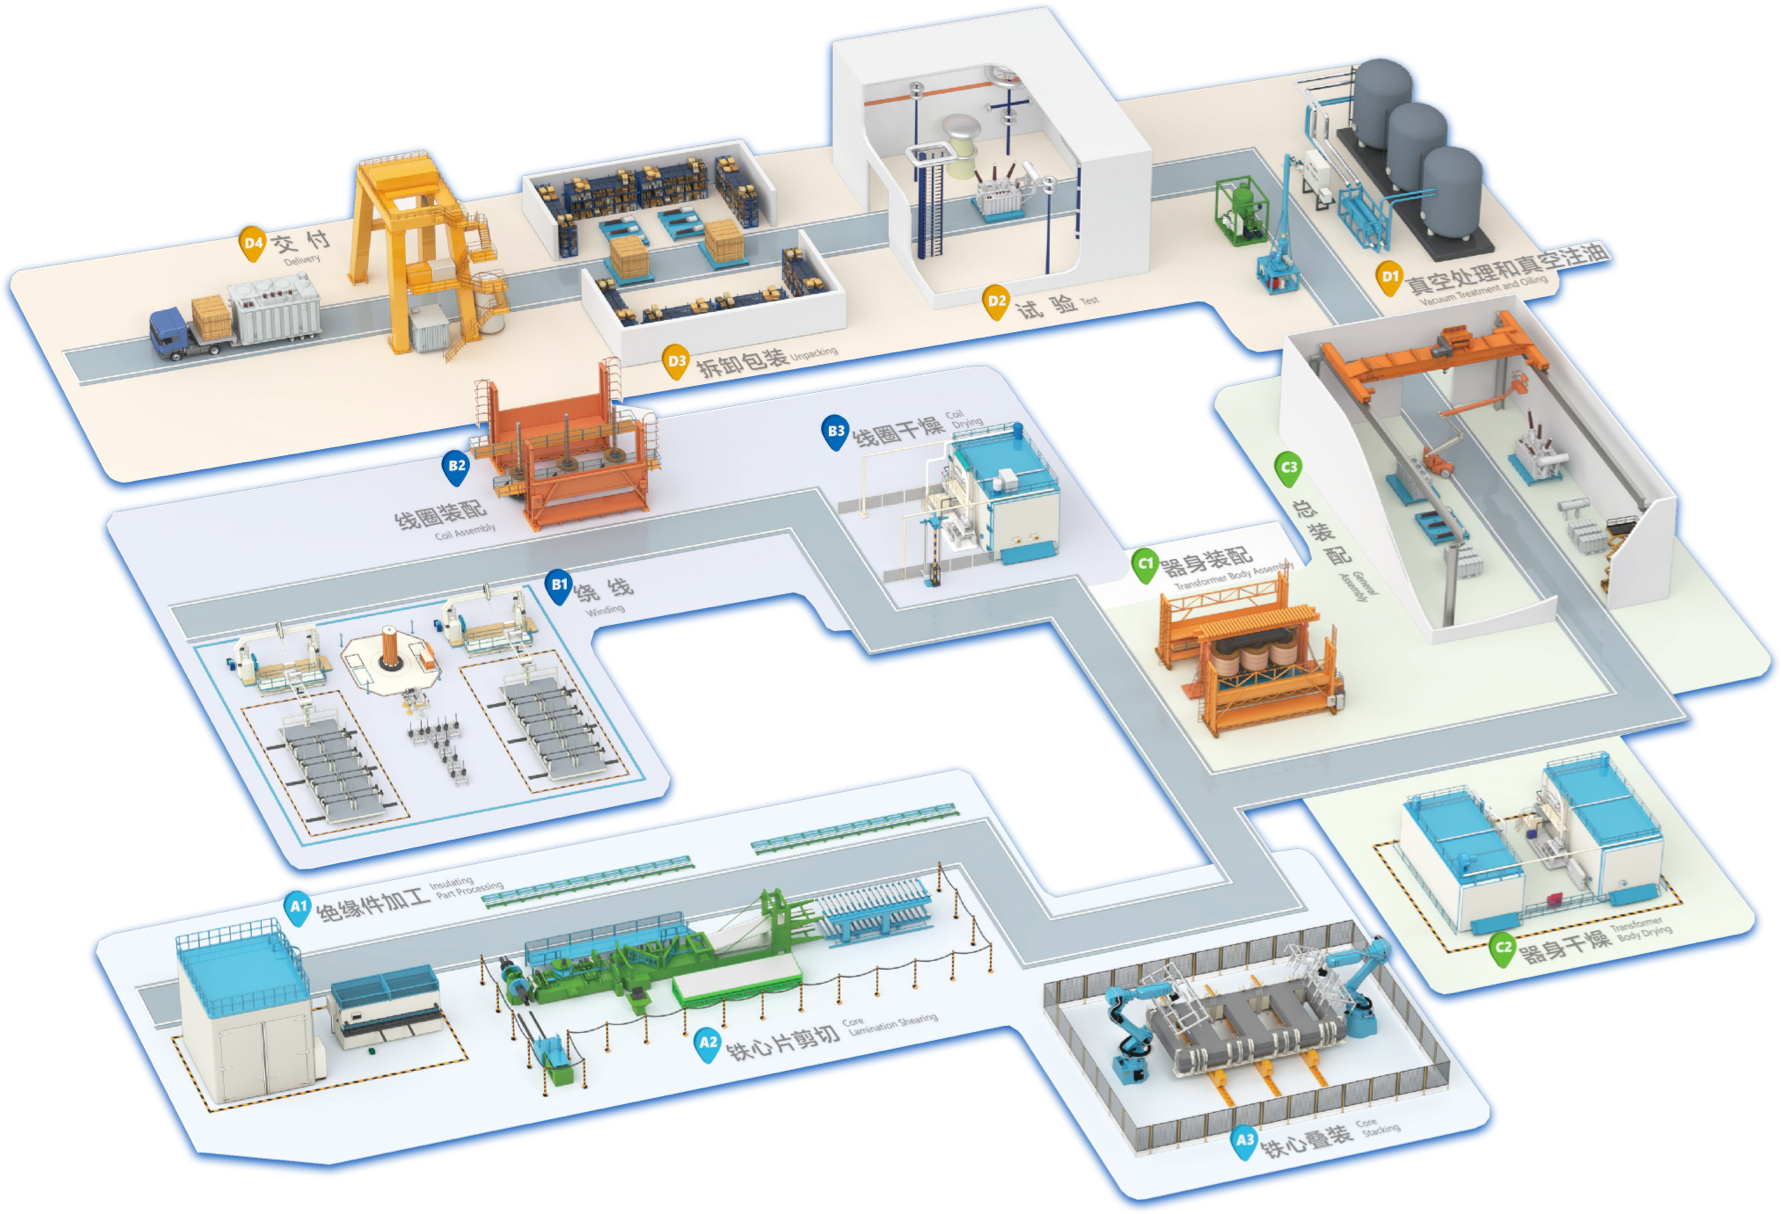 D4 交付
Delivery
D3 拆卸包装 Unpacking
D2 试验 Test
D1 真空处理和真空注油
Vacuum Treatment and Oiling
B2
线圈装配
Coil Assembly
B3 线圈干燥 Coil
Drying
B1 绕线
Winding
C3
总装配
General
Assembly
C1 器身装配
Transformer Body Assembly
C2 器身干燥 Transformer
Body Drying
A1 绝缘件加工 Insulating
Part Processing
A2 铁心片剪切 Core
Lamination Shearing
A3 铁心叠装 Core
Stacking